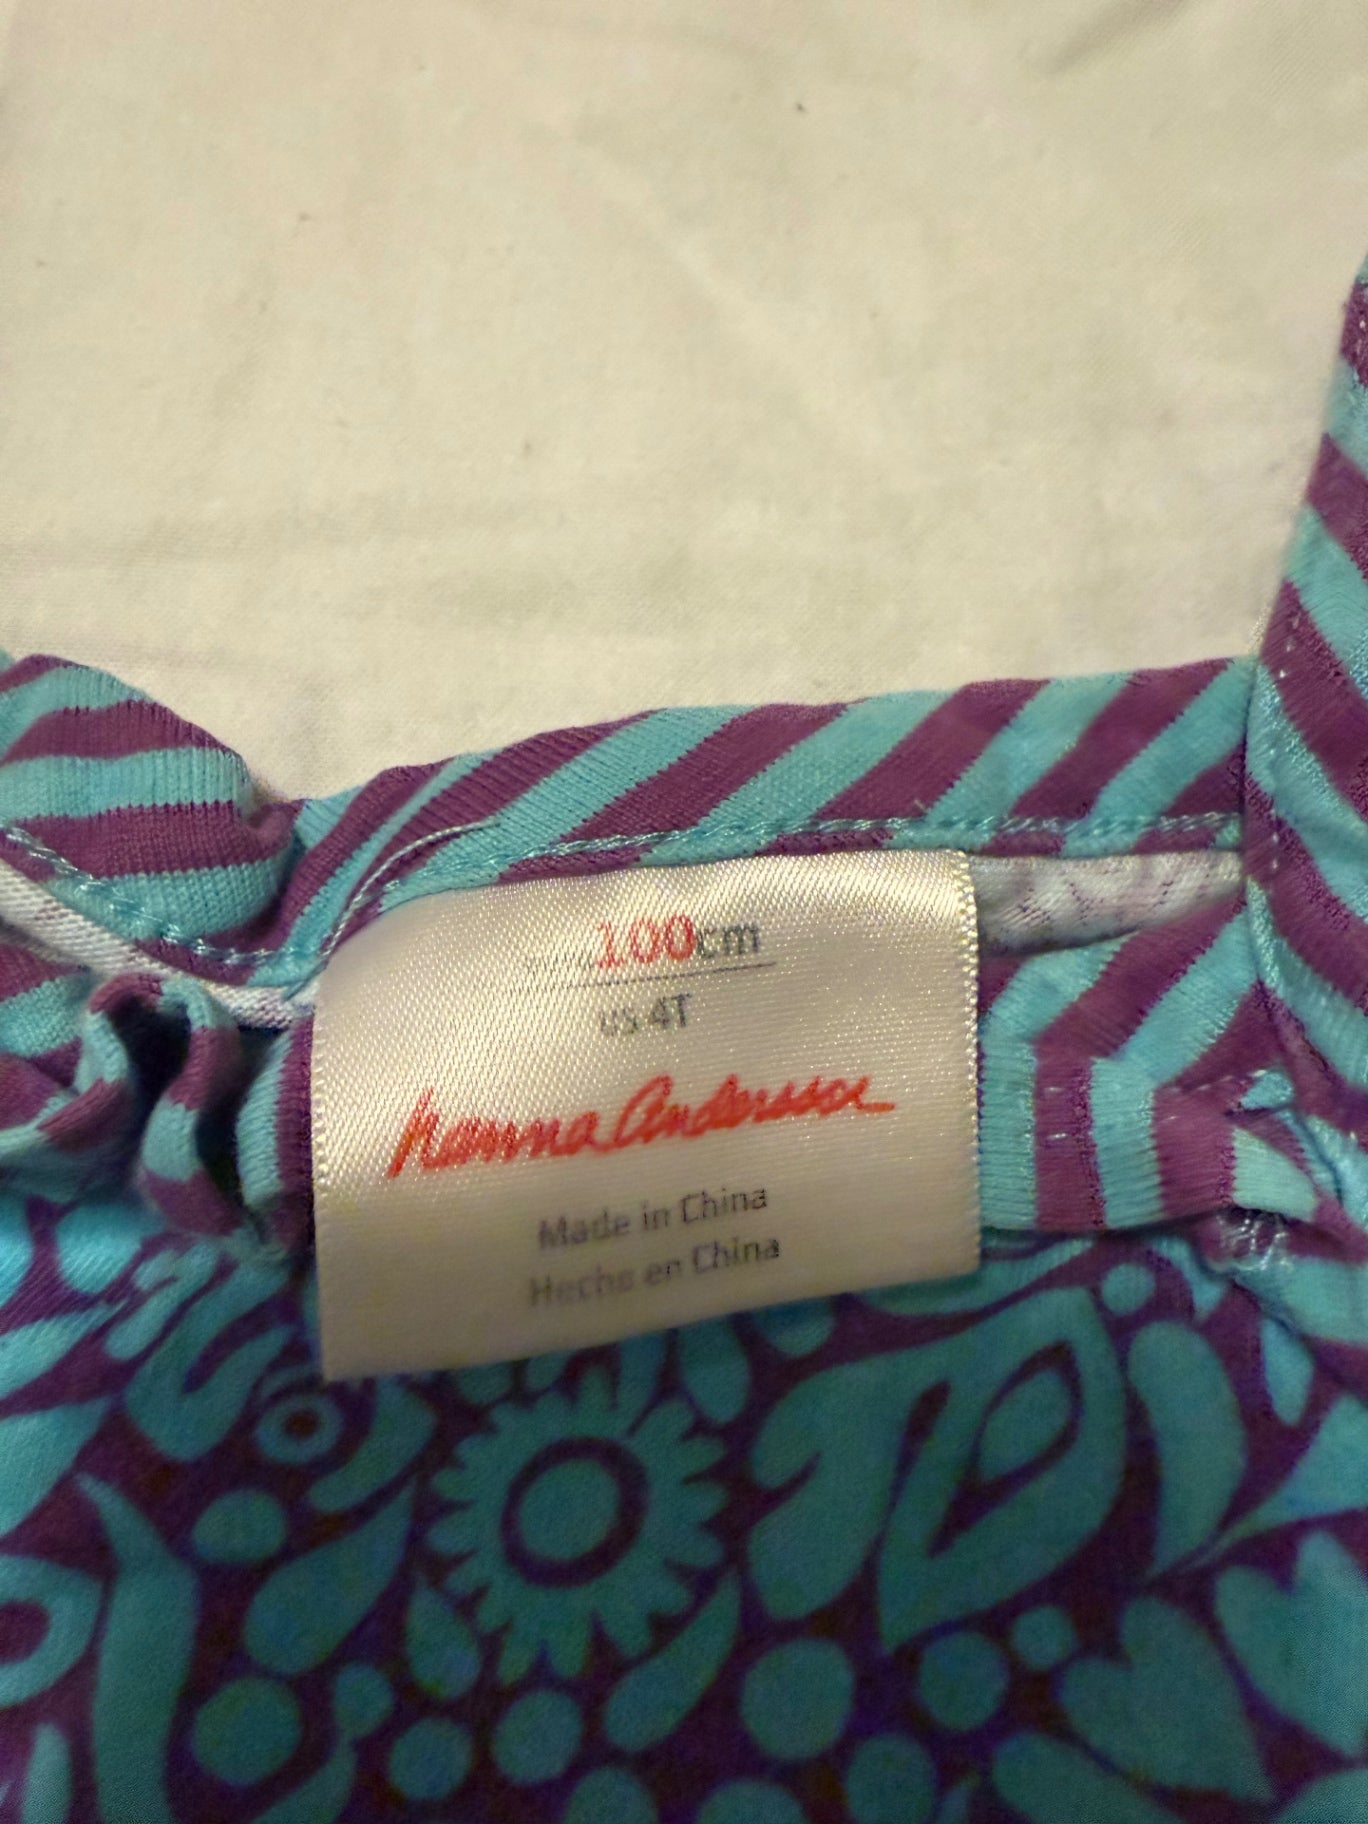 100cm
US 4T
hanna andersson
Made in China
Hecho en China